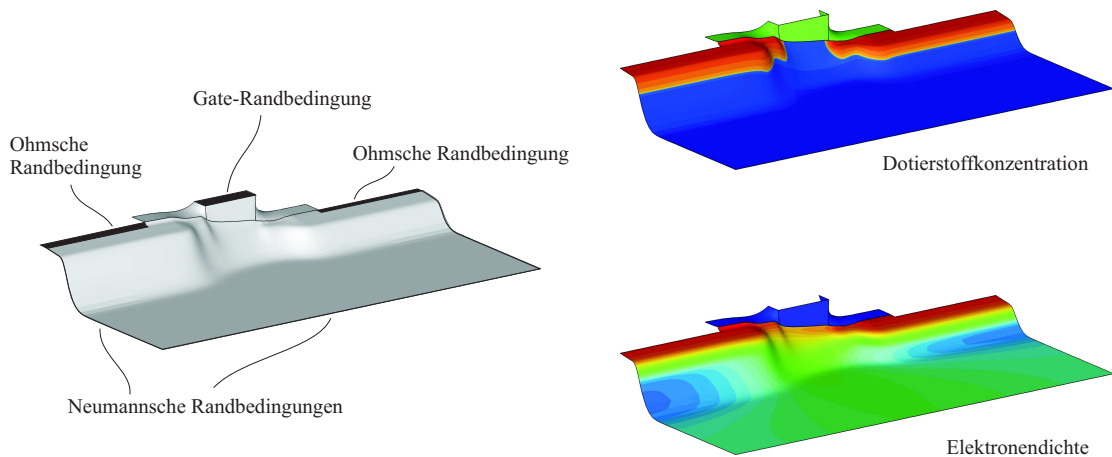 Gate-Randbedingung
Ohmsche
Randbedingung
Ohmsche Randbedingung
Neumannsche Randbedingungen
Dotierstoffkonzentration
Elektronendichte